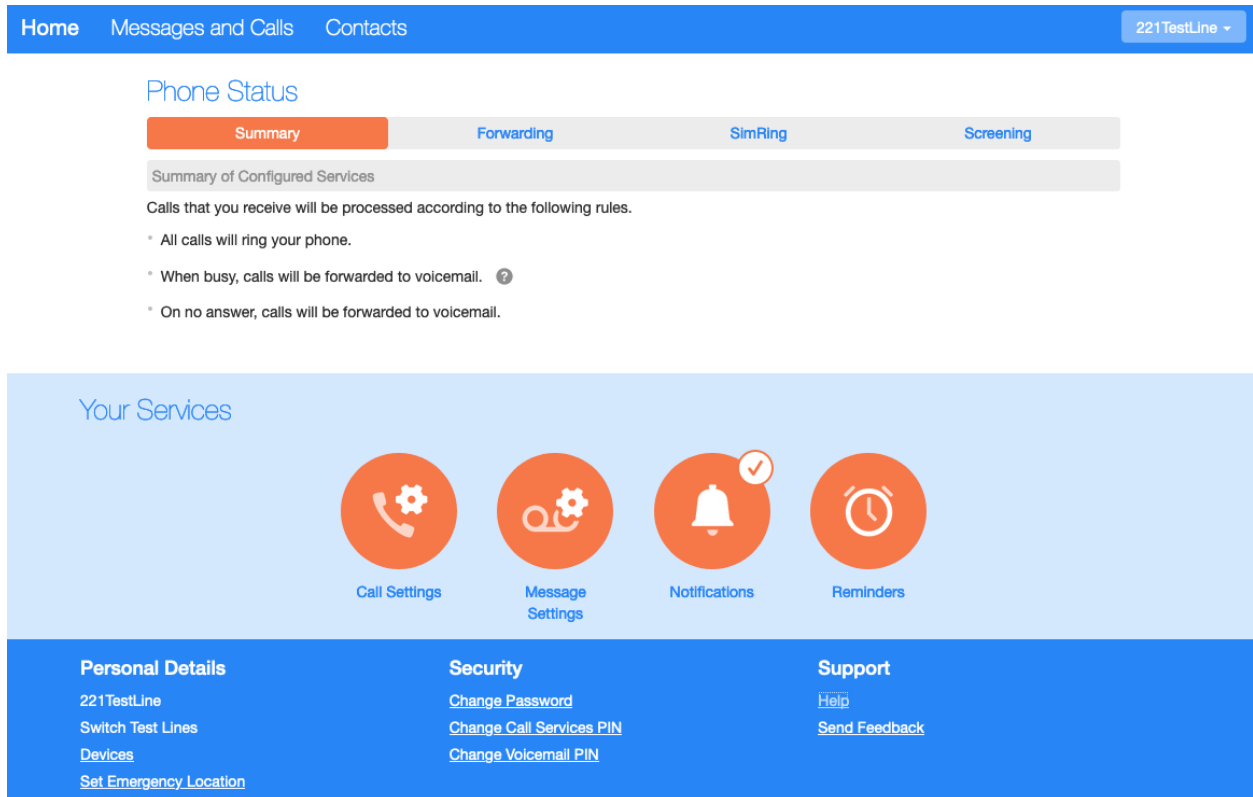 Home Messages and Calls Contacts 221TestLine
Phone Status
Summary Forwarding SimRing Screening
Summary of Configured Services
Calls that you receive will be processed according to the following rules.
All calls will ring your phone.
When busy, calls will be forwarded to voicemail. ?
On no answer, calls will be forwarded to voicemail.
Your Services
Call Settings Message Settings Notifications Reminders
Personal Details Security Support
221TestLine Change Password Help
Switch Test Lines Change Call Services PIN Send Feedback
Devices Change Voicemail PIN
Set Emergency Location